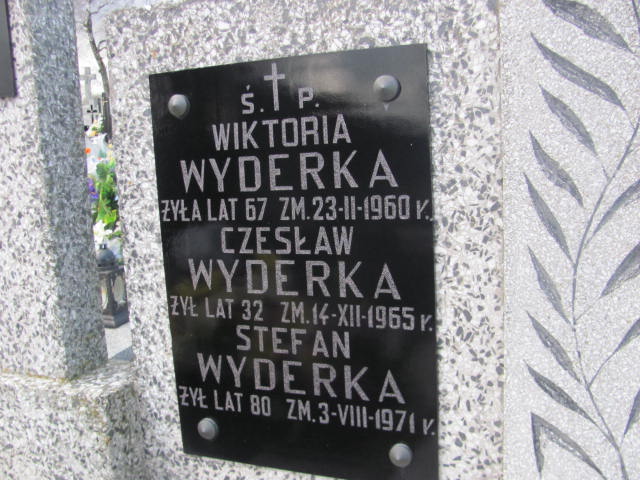 Ś. P.
WIKTORIA
WYDERKA
ŻYŁA LAT 67 ZM. 23-II-1960 r.
CZESŁAW
WYDERKA
ŻYŁ LAT 32 ZM. 14-XII-1965 r.
STEFAN
WYDERKA
ŻYŁ LAT 80 ZM. 3-VIII-1971 r.